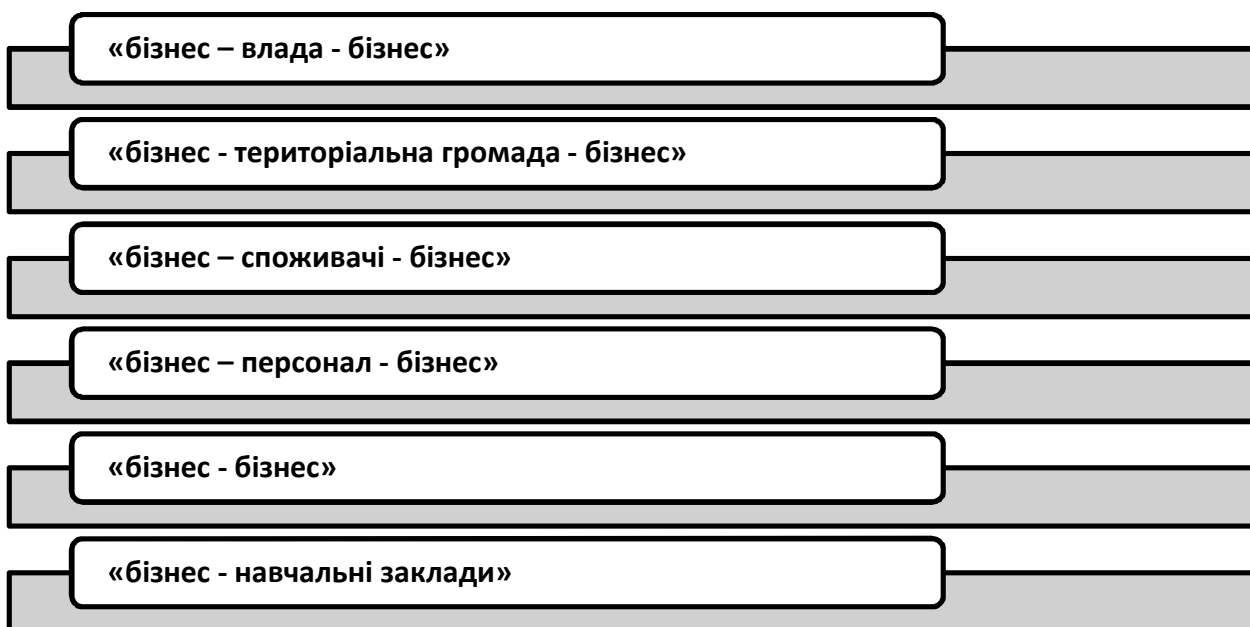 «бізнес – влада - бізнес»
«бізнес - територіальна громада - бізнес»
«бізнес – споживачі - бізнес»
«бізнес – персонал - бізнес»
«бізнес - бізнес»
«бізнес - навчальні заклади»